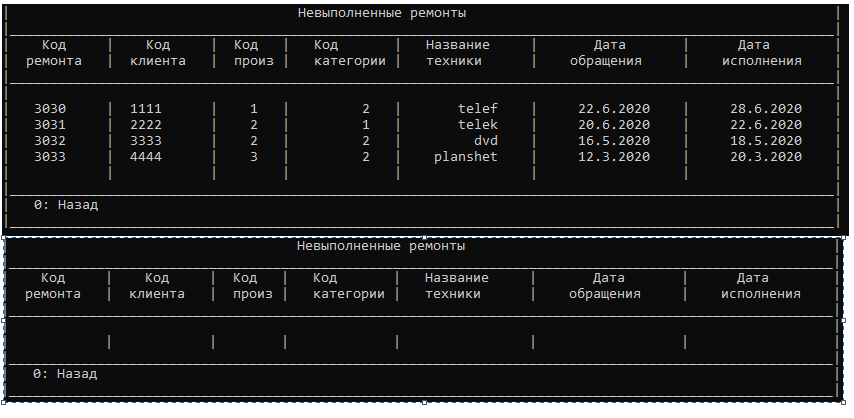 Невыполненные ремонты
Код | Код | Код | Код | Название | Дата | Дата
ремонта | клиента | произ | категории | техники | обращения | исполнения
3030 | 1111 | 1 | 2 | telef | 22.6.2020 | 28.6.2020
3031 | 2222 | 2 | 1 | telek | 20.6.2020 | 22.6.2020
3032 | 3333 | 2 | 2 | dvd | 16.5.2020 | 18.5.2020
3033 | 4444 | 3 | 2 | planshet | 12.3.2020 | 20.3.2020
0: Назад
Невыполненные ремонты
Код | Код | Код | Код | Название | Дата | Дата
ремонта | клиента | произ | категории | техники | обращения | исполнения
0: Назад